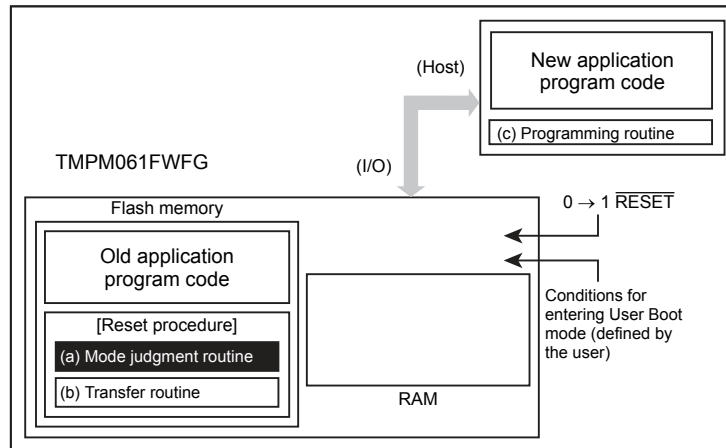 New application
program code
(Host)
(c) Programming routine
TMPM061FWFG
(I/O)
Flash memory
0 → 1 RESET
Old application
program code
[Reset procedure]
(a) Mode judgment routine
(b) Transfer routine
Conditions for
entering User Boot
mode (defined by
the user)
RAM